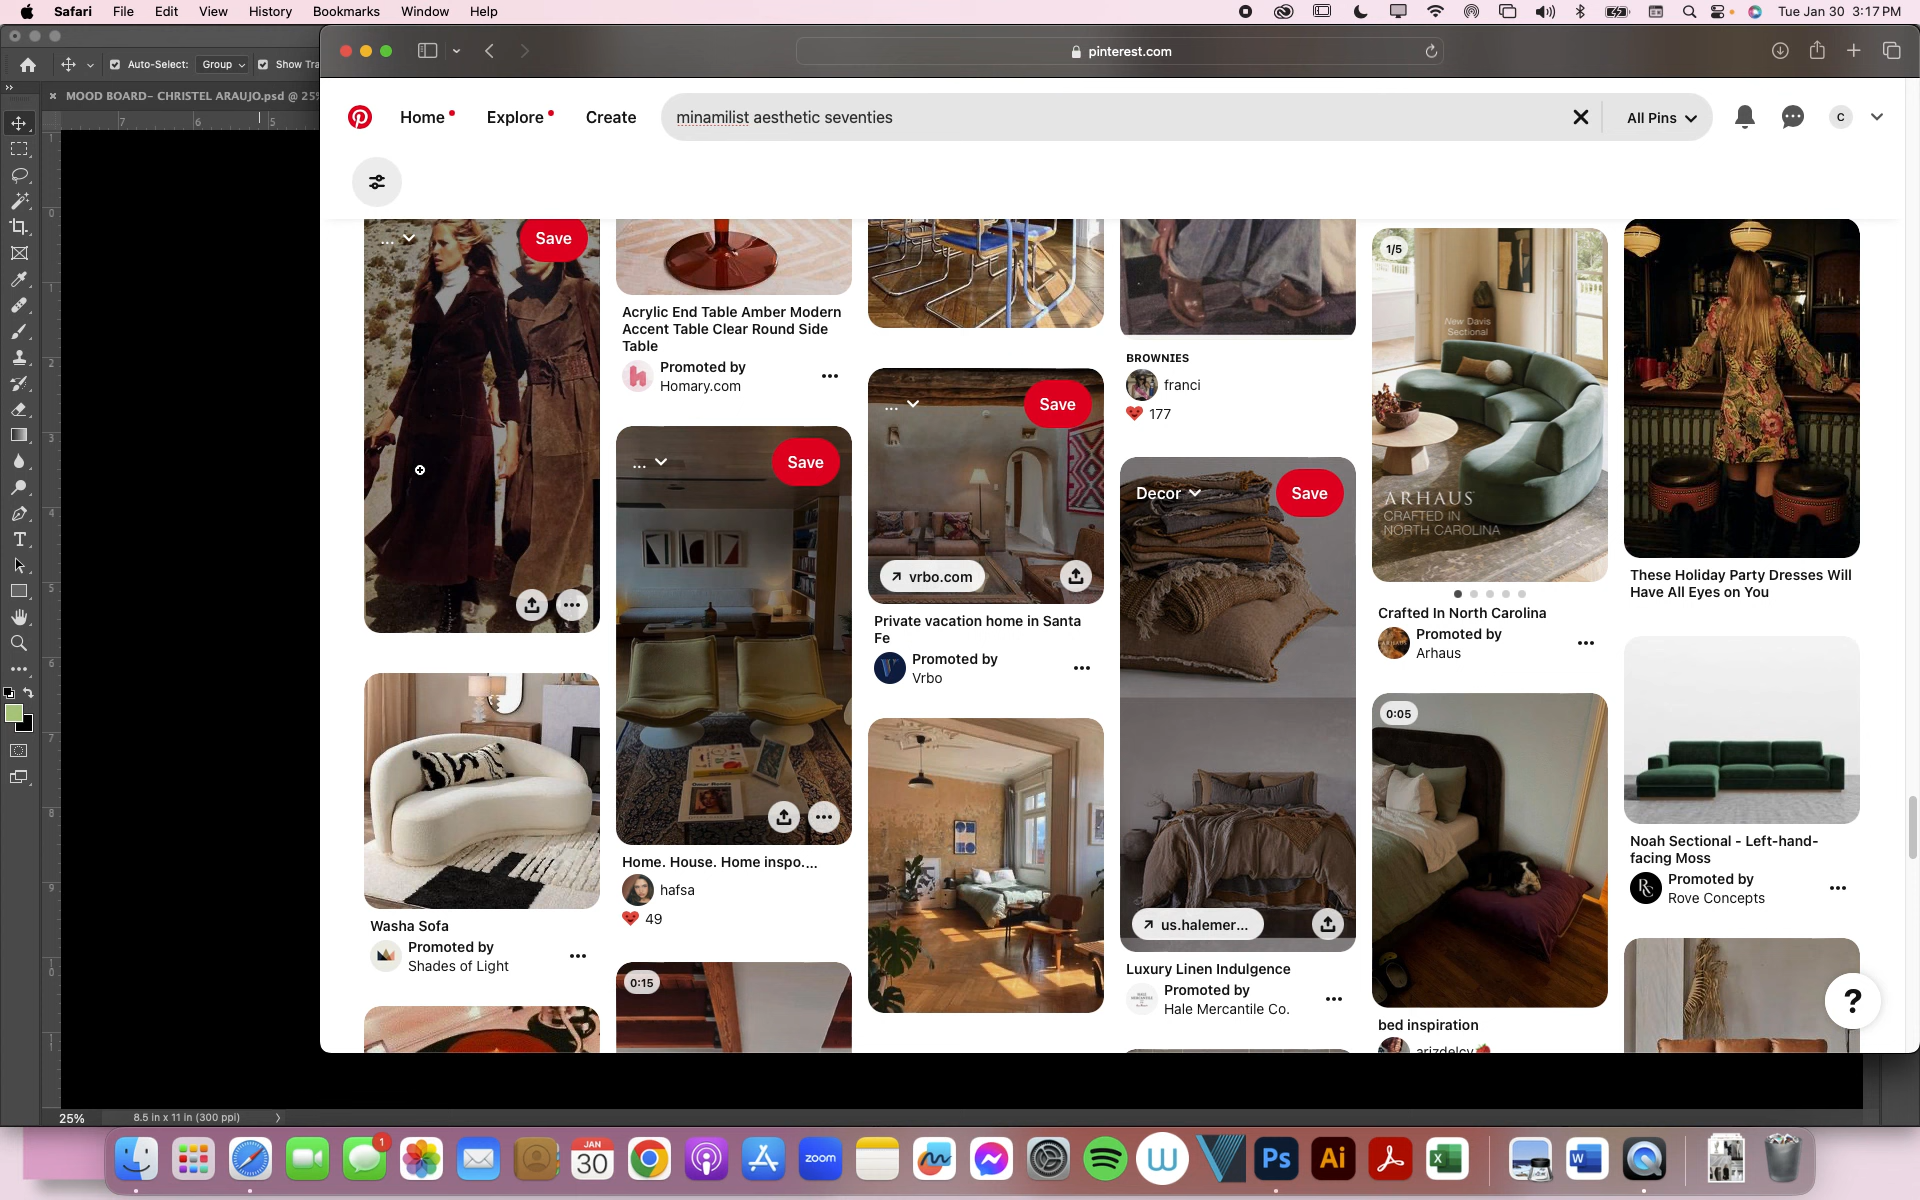 Safari File Edit View History Bookmarks Window Help
Tue Jan 30 3:17 PM
Auto-Select: Group Show Tra
pinterest.com
MOOD BOARD- CHRISTEL ARAUJO.psd @ 25%
Home Explore Create
minamilist aesthetic seventies
All Pins
C
... Save
Acrylic End Table Amber Modern
Accent Table Clear Round Side
Table
Promoted by
Homary.com
... Save
Home. House. Home inspo....
hafsa
49
0:15
Washa Sofa
Promoted by
Shades of Light
... Save
vrbo.com
Private vacation home in Santa
Fe
Promoted by
Vrbo
BROWNIES
franci
177
Decor Save
us.halemer...
Luxury Linen Indulgence
Promoted by
Hale Mercantile Co.
1/5
New Davis
Sectional
ARHAUS
CRAFTED IN
NORTH CAROLINA
Crafted In North Carolina
Promoted by
Arhaus
0:05
bed inspiration
arizdelcy
These Holiday Party Dresses Will
Have All Eyes on You
Noah Sectional - Left-hand-
facing Moss
Promoted by
Rove Concepts
?
25% 8.5 in x 11 in (300 ppi)
1
JAN
30
zoom
Ps
Ai